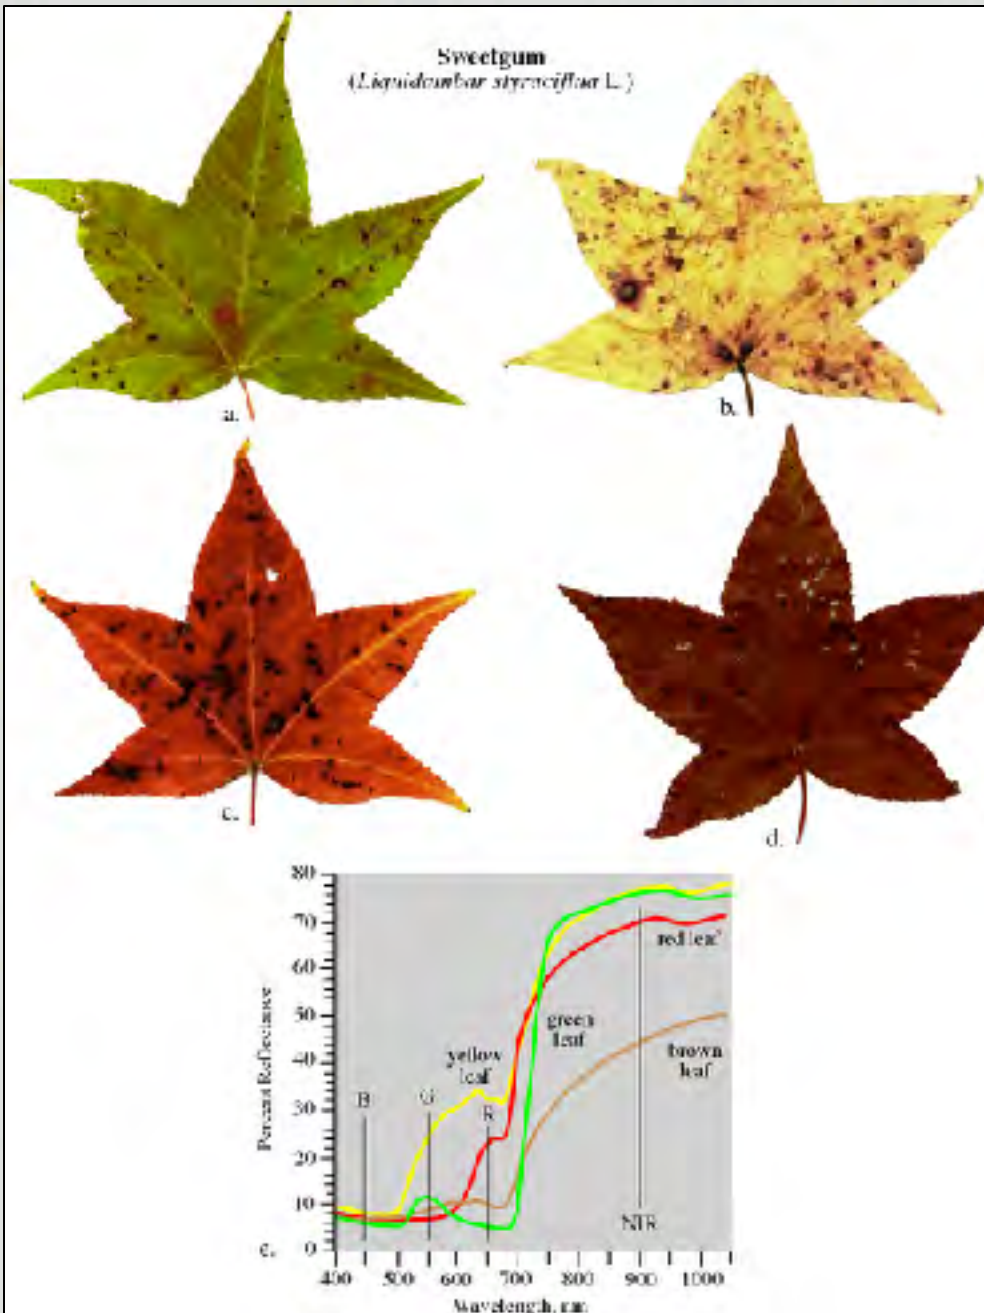 Sweetgum
(Liquidambar styraciflua L.)
a.
b.
c.
d.
80
70
60
50
40
30
20
10
0
Percent Reflectance
B
G
R
NIR
yellow
leaf
green
leaf
red leaf
brown
leaf
e.
400 500 600 700 800 900 1000
Wavelength, nm